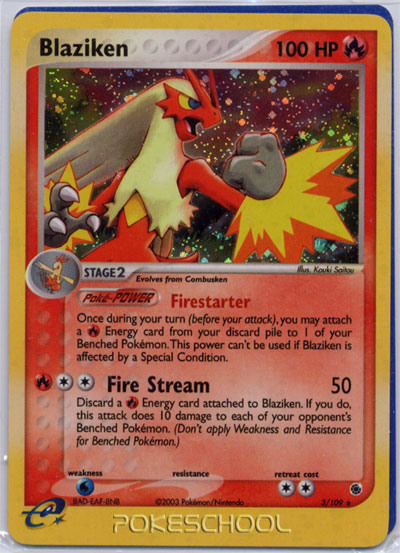 Blaziken 100 HP
Illus. Kouki Saitou
STAGE2
Evolves from Combusken
Poké-POWER Firestarter
Once during your turn (before your attack), you may attach
a Energy card from your discard pile to 1 of your
Benched Pokémon. This power can't be used if Blaziken is
affected by a Special Condition.
Fire Stream 50
Discard a Energy card attached to Blaziken. If you do,
this attack does 10 damage to each of your opponent's
Benched Pokémon. (Don't apply Weakness and Resistance
for Benched Pokémon.)
weakness resistance retreat cost
©2003 Pokémon/Nintendo 3/109 ★
e
POKESCHOOL